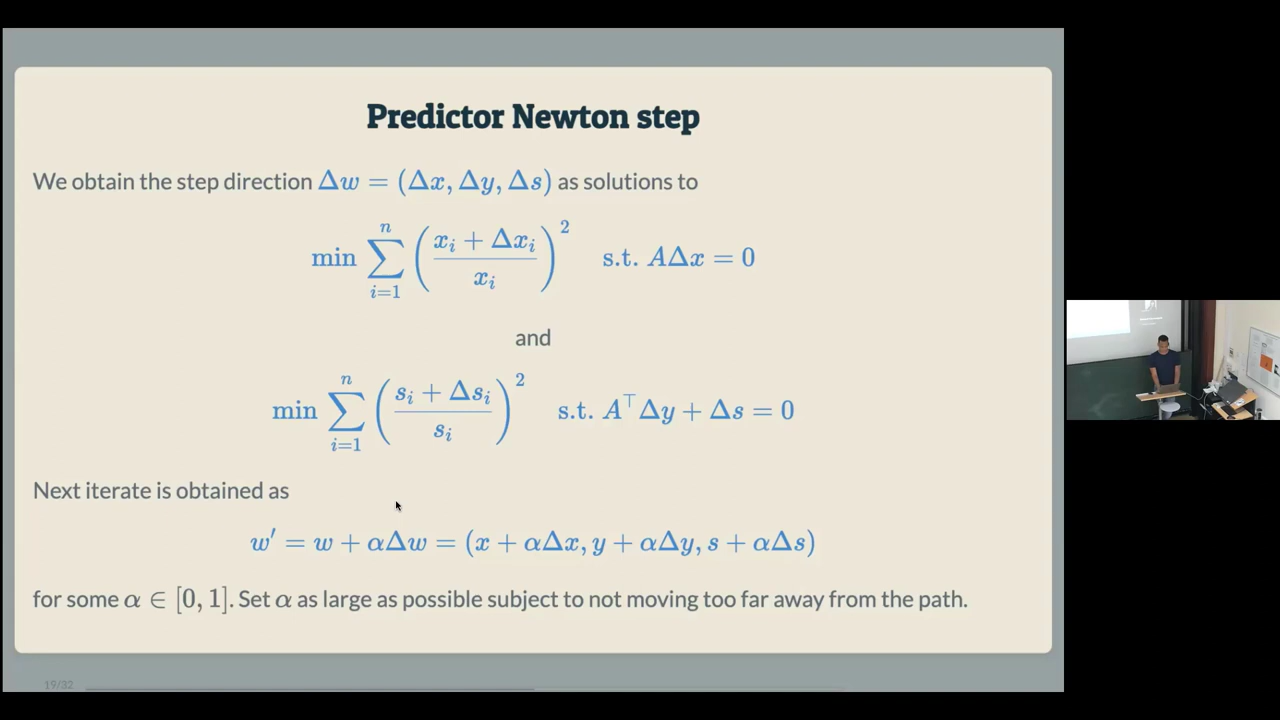 Predictor Newton step
We obtain the step direction Δw = (Δx, Δy, Δs) as solutions to
min ∑_{i=1}^{n} ((x_i + Δx_i) / x_i)^2 s.t. AΔx = 0
and
min ∑_{i=1}^{n} ((s_i + Δs_i) / s_i)^2 s.t. A^⊤Δy + Δs = 0
Next iterate is obtained as
w′ = w + αΔw = (x + αΔx, y + αΔy, s + αΔs)
for some α ∈ [0, 1]. Set α as large as possible subject to not moving too far away from the path.
19/32